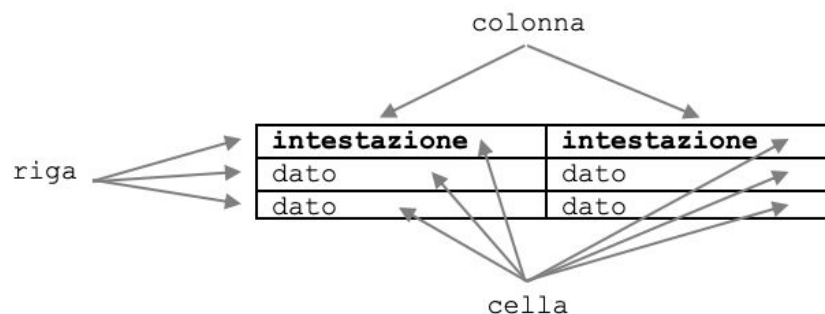 colonna
intestazione intestazione
riga
dato dato
dato dato
cella